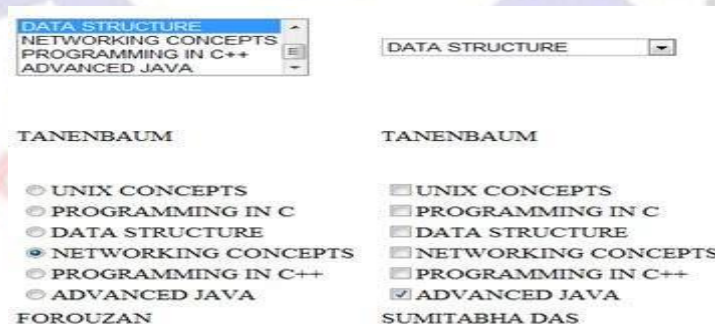 DATA STRUCTURE
NETWORKING CONCEPTS
PROGRAMMING IN C++
ADVANCED JAVA
DATA STRUCTURE
TANENBAUM
TANENBAUM
UNIX CONCEPTS
PROGRAMMING IN C
DATA STRUCTURE
NETWORKING CONCEPTS
PROGRAMMING IN C++
ADVANCED JAVA
FOROUZAN
UNIX CONCEPTS
PROGRAMMING IN C
DATA STRUCTURE
NETWORKING CONCEPTS
PROGRAMMING IN C++
ADVANCED JAVA
SUMITABHA DAS